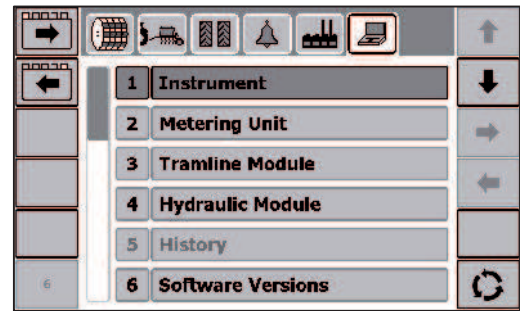 1 Instrument
2 Metering Unit
3 Tramline Module
4 Hydraulic Module
5 History
6 6 Software Versions